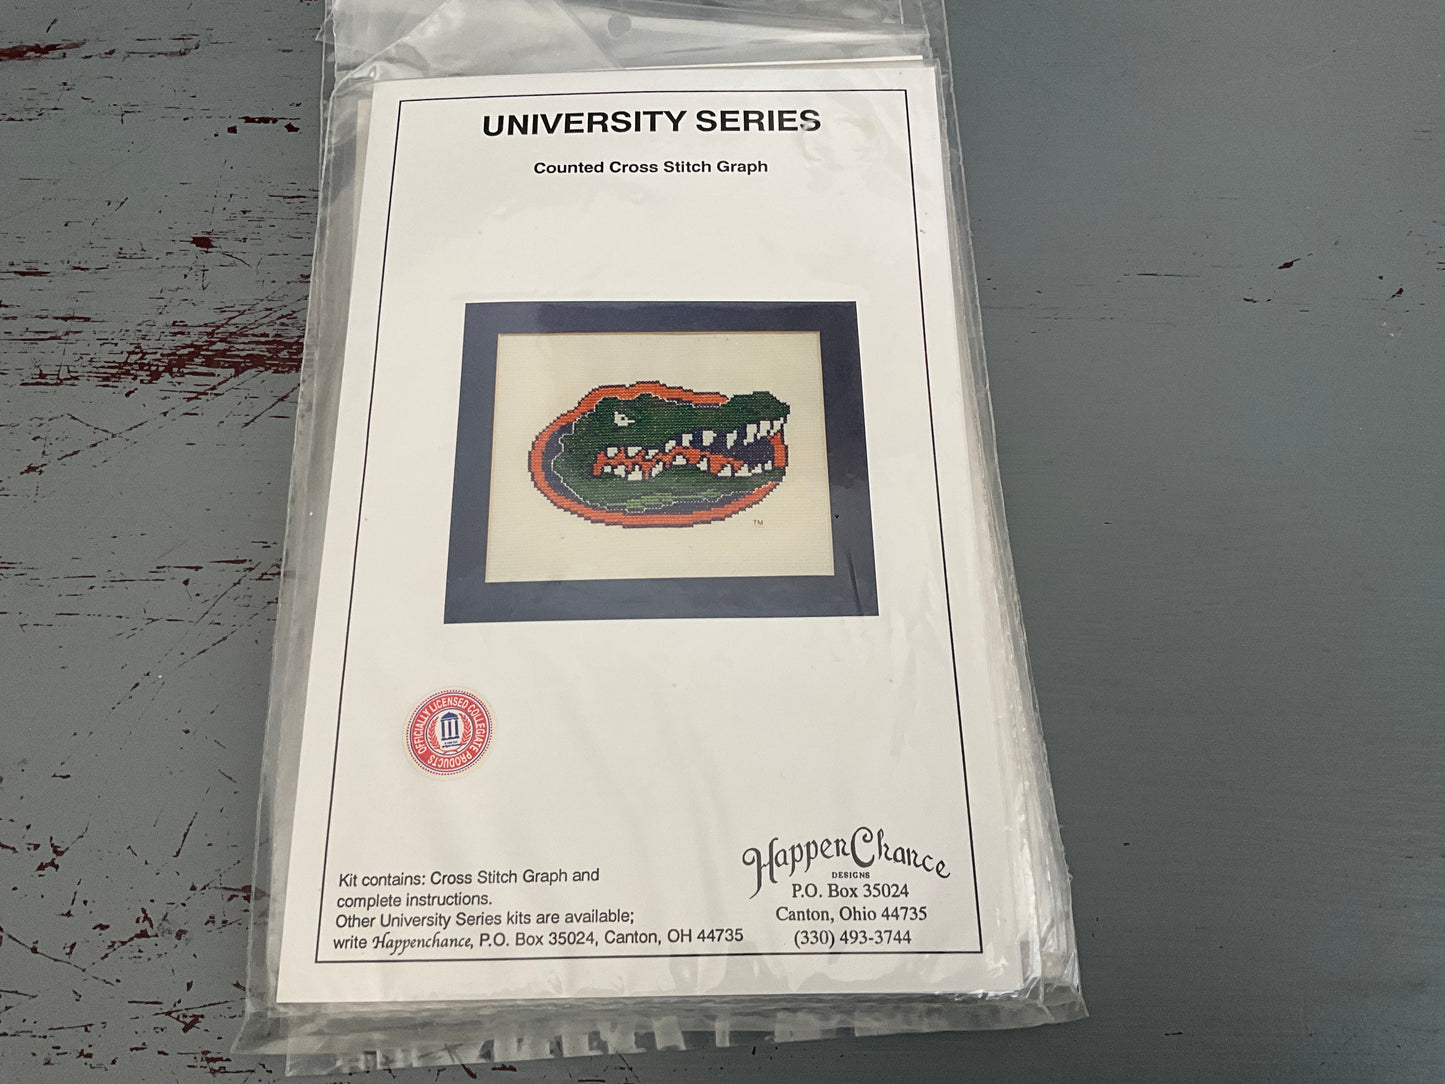 UNIVERSITY SERIES
Counted Cross Stitch Graph
TM
OFFICIALLY LICENSED COLLEGIATE PRODUCTS
Kit contains: Cross Stitch Graph and
complete instructions.
Other University Series kits are available;
write Happenchance, P.O. Box 35024, Canton, OH 44735
HappenChance
DESIGNS
P.O. Box 35024
Canton, Ohio 44735
(330) 493-3744